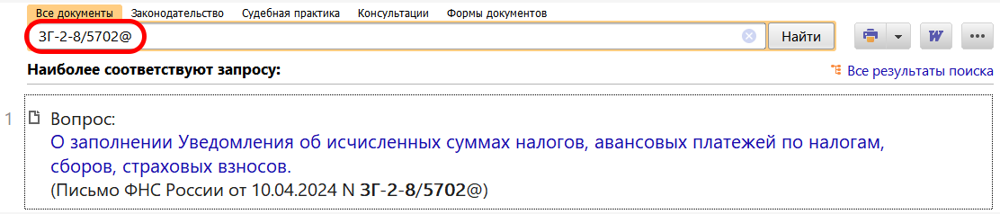 Все документы Законодательство Судебная практика Консультации Формы документов
ЗГ-2-8/5702@ Найти W
Наиболее соответствуют запросу: Все результаты поиска
1 Вопрос:
О заполнении Уведомления об исчисленных суммах налогов, авансовых платежей по налогам,
сборов, страховых взносов.
(Письмо ФНС России от 10.04.2024 N ЗГ-2-8/5702@)